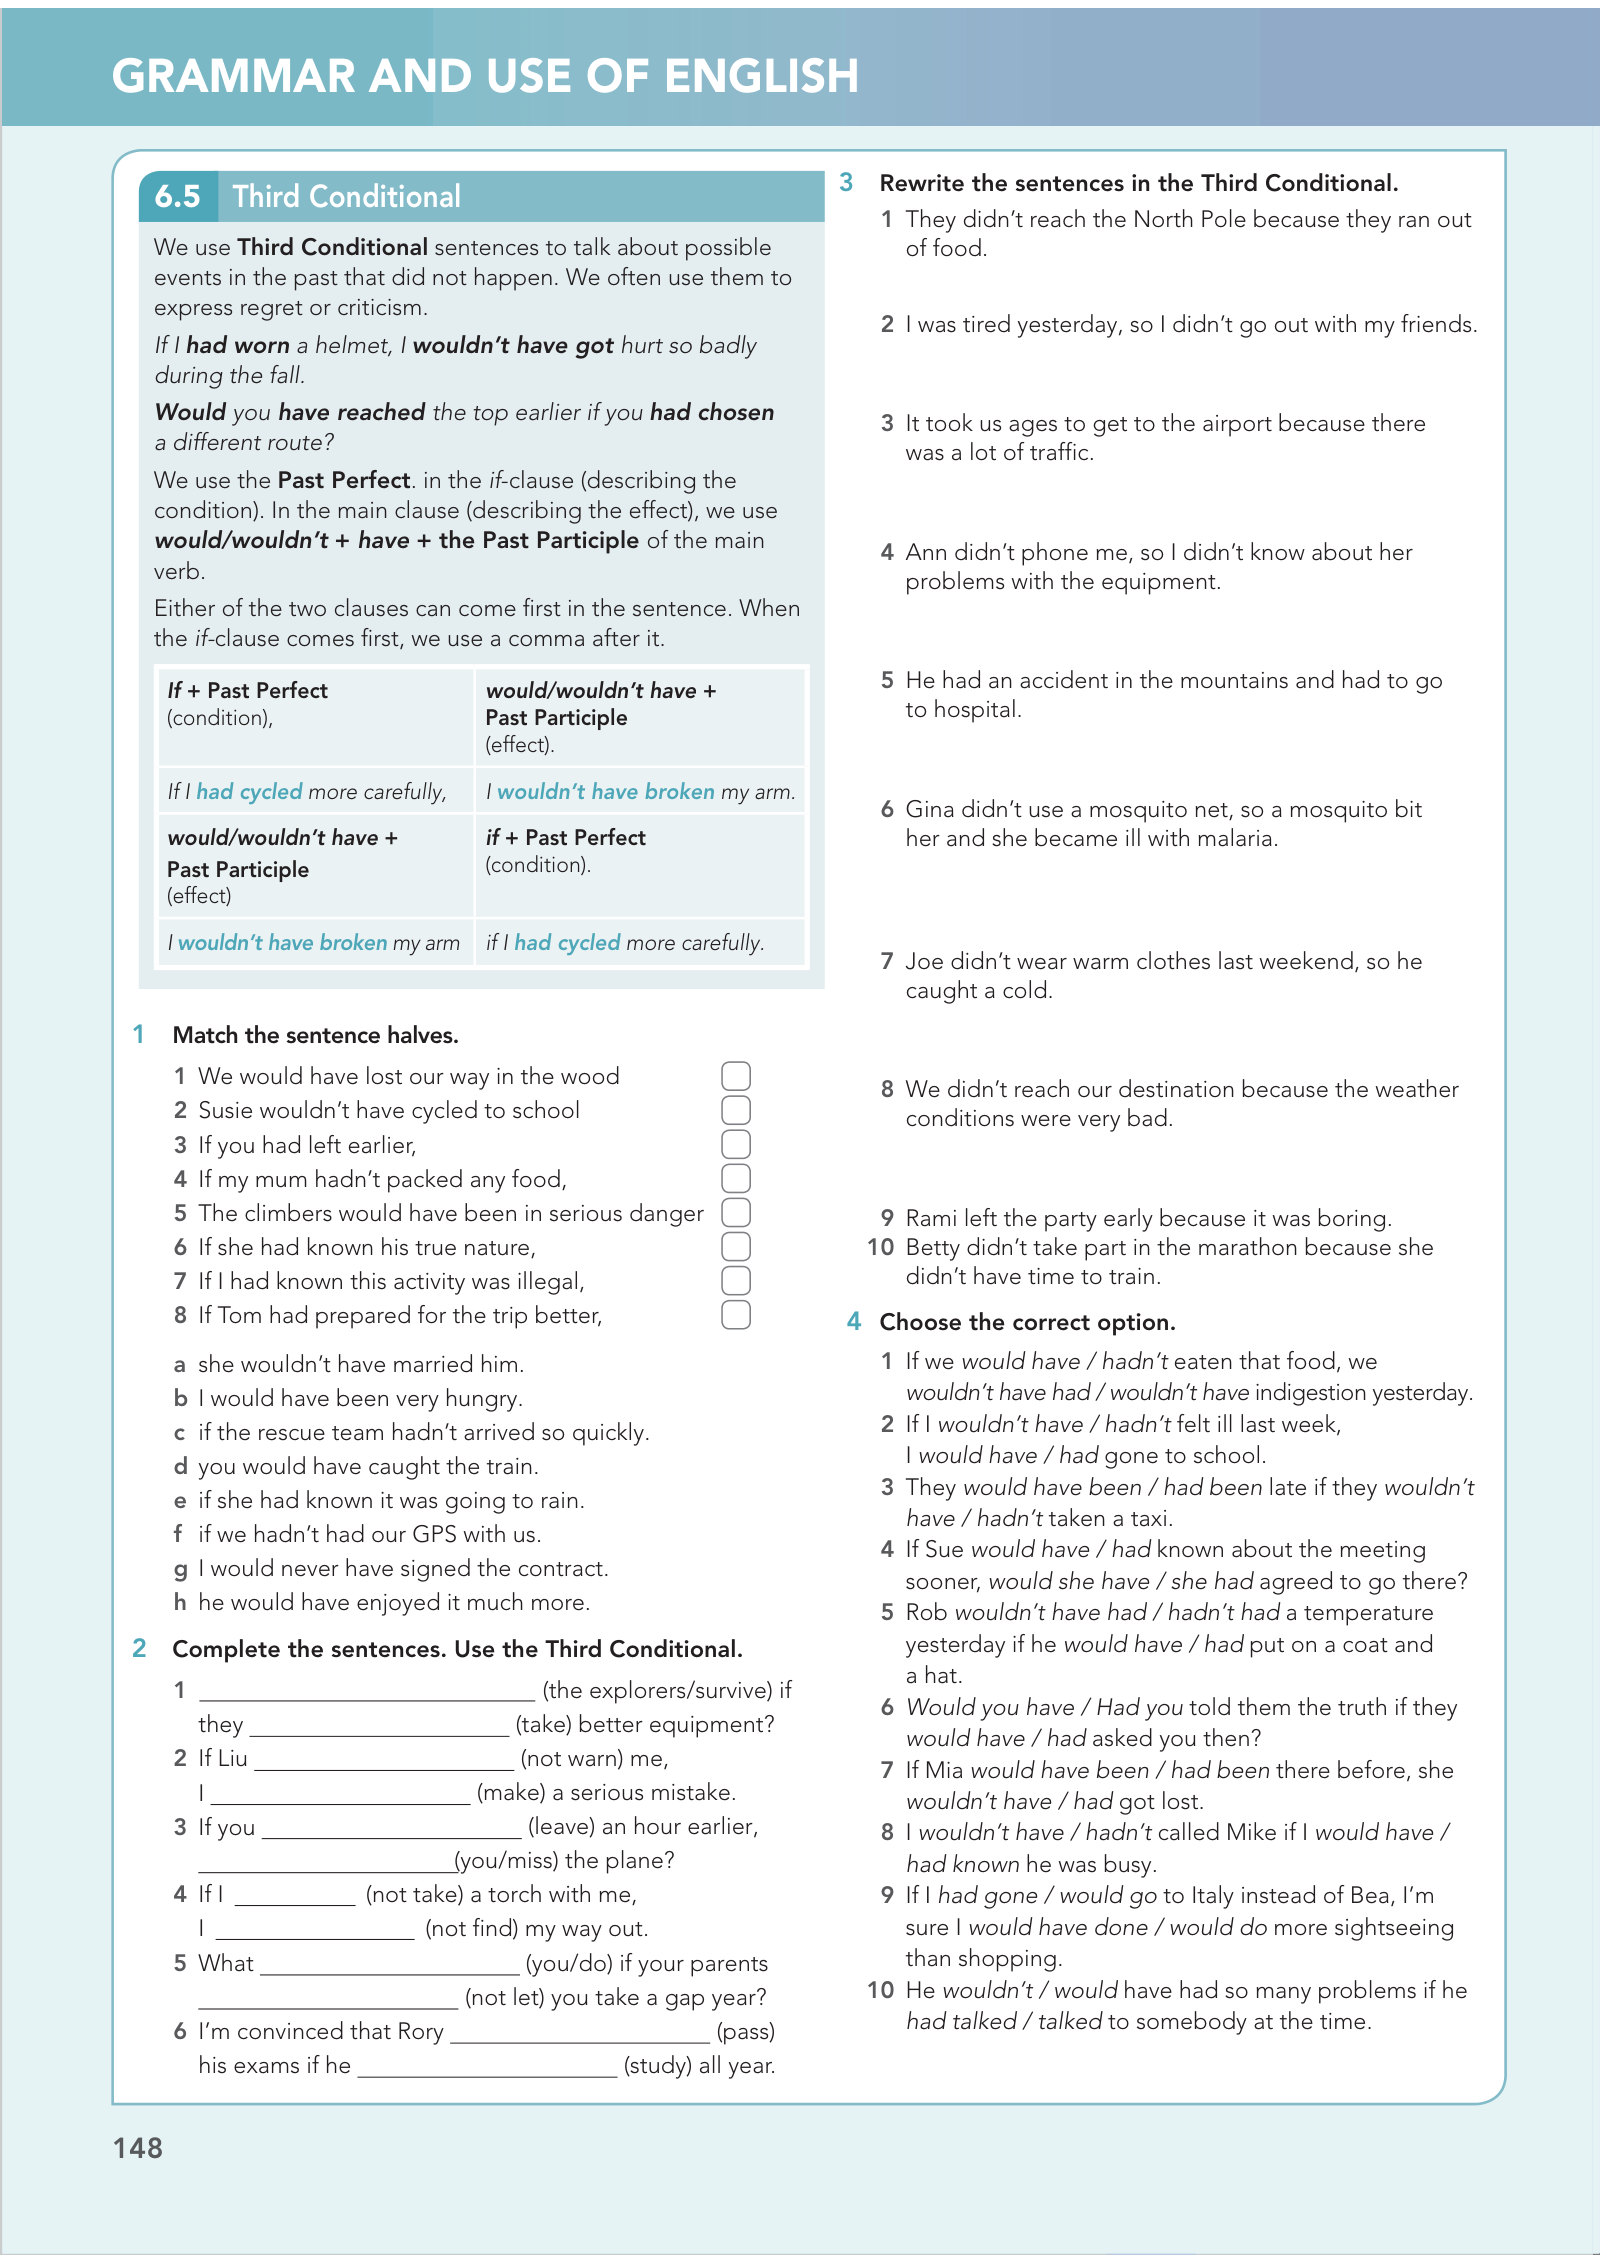 GRAMMAR AND USE OF ENGLISH
6.5 Third Conditional
We use Third Conditional sentences to talk about possible
events in the past that did not happen. We often use them to
express regret or criticism.
If I had worn a helmet, I wouldn't have got hurt so badly
during the fall.
Would you have reached the top earlier if you had chosen
a different route?
We use the Past Perfect. in the if-clause (describing the
condition). In the main clause (describing the effect), we use
would/wouldn't + have + the Past Participle of the main
verb.
Either of the two clauses can come first in the sentence. When
the if-clause comes first, we use a comma after it.
If + Past Perfect
(condition),
would/wouldn't have +
Past Participle
(effect).
If I had cycled more carefully,
I wouldn't have broken my arm.
would/wouldn't have +
Past Participle
(effect)
if + Past Perfect
(condition).
I wouldn't have broken my arm
if I had cycled more carefully.
1 Match the sentence halves.
1 We would have lost our way in the wood
2 Susie wouldn't have cycled to school
3 If you had left earlier,
4 If my mum hadn't packed any food,
5 The climbers would have been in serious danger
6 If she had known his true nature,
7 If I had known this activity was illegal,
8 If Tom had prepared for the trip better,
a she wouldn't have married him.
b I would have been very hungry.
c if the rescue team hadn't arrived so quickly.
d you would have caught the train.
e if she had known it was going to rain.
f if we hadn't had our GPS with us.
g I would never have signed the contract.
h he would have enjoyed it much more.
2 Complete the sentences. Use the Third Conditional.
1 ____________________ (the explorers/survive) if
they ____________________ (take) better equipment?
2 If Liu ____________________ (not warn) me,
I ____________________ (make) a serious mistake.
3 If you ____________________ (leave) an hour earlier,
____________________(you/miss) the plane?
4 If I __________ (not take) a torch with me,
I ________________ (not find) my way out.
5 What ____________________ (you/do) if your parents
____________________ (not let) you take a gap year?
6 I'm convinced that Rory ____________________ (pass)
his exams if he ____________________ (study) all year.
3 Rewrite the sentences in the Third Conditional.
1 They didn't reach the North Pole because they ran out
of food.
2 I was tired yesterday, so I didn't go out with my friends.
3 It took us ages to get to the airport because there
was a lot of traffic.
4 Ann didn't phone me, so I didn't know about her
problems with the equipment.
5 He had an accident in the mountains and had to go
to hospital.
6 Gina didn't use a mosquito net, so a mosquito bit
her and she became ill with malaria.
7 Joe didn't wear warm clothes last weekend, so he
caught a cold.
8 We didn't reach our destination because the weather
conditions were very bad.
9 Rami left the party early because it was boring.
10 Betty didn't take part in the marathon because she
didn't have time to train.
4 Choose the correct option.
1 If we would have / hadn't eaten that food, we
wouldn't have had / wouldn't have indigestion yesterday.
2 If I wouldn't have / hadn't felt ill last week,
I would have / had gone to school.
3 They would have been / had been late if they wouldn't
have / hadn't taken a taxi.
4 If Sue would have / had known about the meeting
sooner, would she have / she had agreed to go there?
5 Rob wouldn't have had / hadn't had a temperature
yesterday if he would have / had put on a coat and
a hat.
6 Would you have / Had you told them the truth if they
would have / had asked you then?
7 If Mia would have been / had been there before, she
wouldn't have / had got lost.
8 I wouldn't have / hadn't called Mike if I would have /
had known he was busy.
9 If I had gone / would go to Italy instead of Bea, I'm
sure I would have done / would do more sightseeing
than shopping.
10 He wouldn't / would have had so many problems if he
had talked / talked to somebody at the time.
148